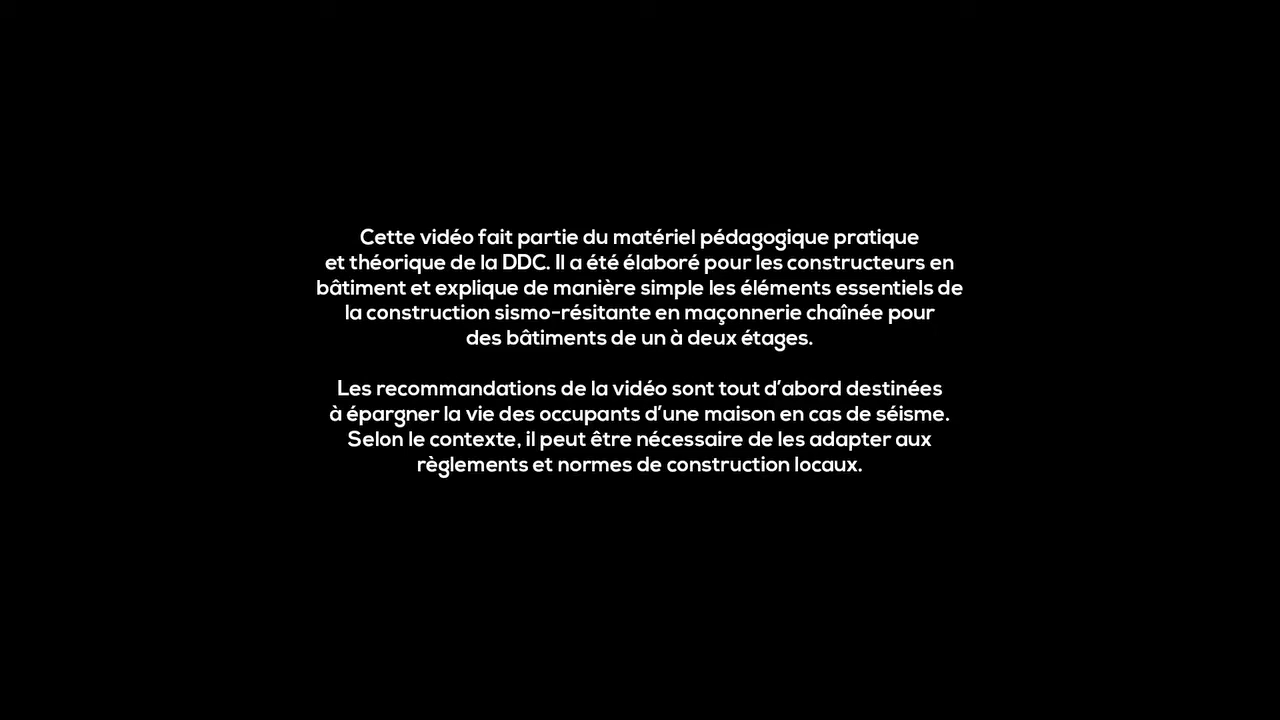 Cette vidéo fait partie du matériel pédagogique pratique
et théorique de la DDC. Il a été élaboré pour les constructeurs en
bâtiment et explique de manière simple les éléments essentiels de
la construction sismo-résitante en maçonnerie chaînée pour
des bâtiments de un à deux étages.
Les recommandations de la vidéo sont tout d'abord destinées
à épargner la vie des occupants d'une maison en cas de séisme.
Selon le contexte, il peut être nécessaire de les adapter aux
règlements et normes de construction locaux.